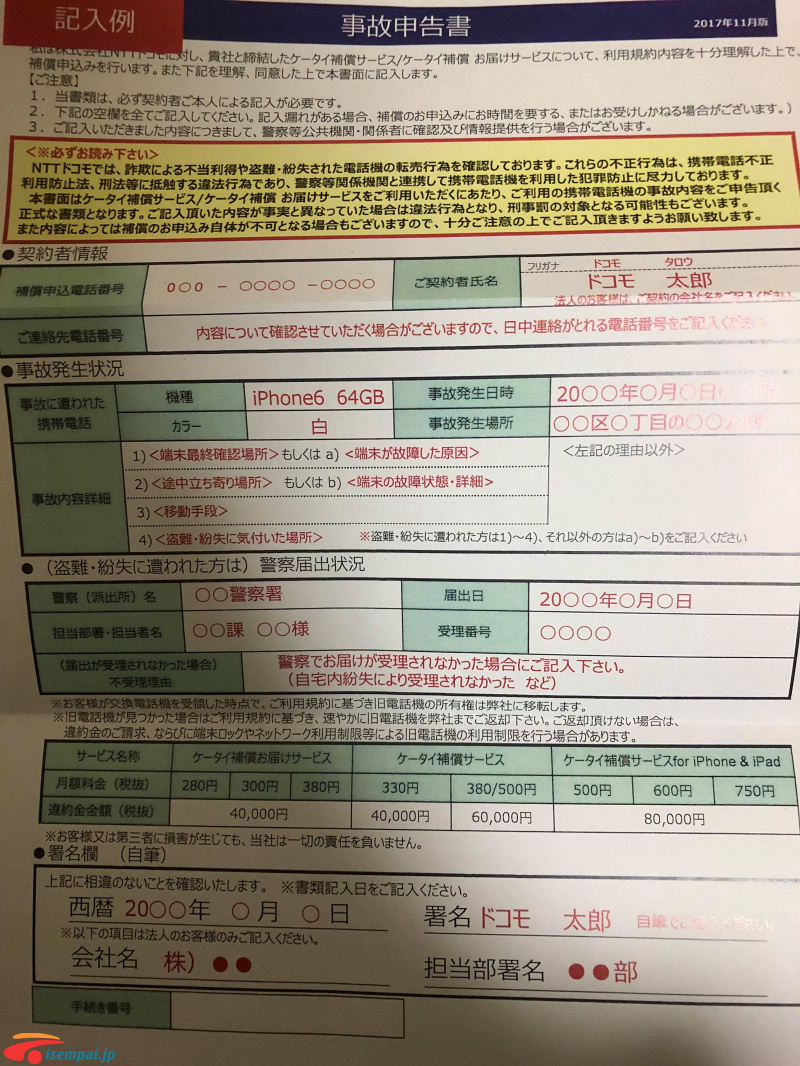 記入例
事故申告書
2017年11月版
私は株式会社NTTドコモに対し、貴社と締結したケータイ補償サービス/ケータイ補償 お届けサービスについて、利用規約内容を十分理解した上で、
補償申込みを行います。また下記を理解、同意した上で本書面に記入します。
【ご注意】
1. 当書類は、必ず契約者ご本人による記入が必要です。
2. 下記の空欄を全てご記入してください。記入漏れがある場合、補償のお申込みにお時間を要する、またはお受けしかねる場合がございます。)
3. ご記入いただきました内容につきまして、警察等公共機関・関係者に確認及び情報提供を行う場合がございます。
<※必ずお読み下さい>
NTTドコモでは、詐欺による不当利得や盗難・紛失された電話機の転売行為を確認しております。これらの不正行為は、携帯電話不正
利用防止法、刑法等に抵触する違法行為であり、警察等関係機関と連携して携帯電話機を利用した犯罪防止に尽力しております。
本書面はケータイ補償サービス/ケータイ補償 お届けサービスをご利用いただくにあたり、ご利用の携帯電話機の事故内容をご申告頂く
正式な書類となります。ご記入頂いた内容が事実と異なっていた場合は違法行為となり、刑事罰の対象となる可能性もございます。
また内容によっては補償のお申込み自体が不可となる場合もございますので、十分ご注意の上でご記入頂きますようお願い致します。
●契約者情報
補償申込電話番号 ○○○ - ○○○○ -○○○○ ご契約者氏名
フリガナ ドコモ タロウ
ドコモ 太郎
法人のお客様は、ご契約の会社名をご記入ください
ご連絡先電話番号 内容について確認させていただく場合がございますので、日中連絡がとれる電話番号をご記入ください
●事故発生状況
事故に遭われた
携帯電話
機種 iPhone6 64GB 事故発生日時 20○○年○月○日○○時
カラー 白 事故発生場所 ○○区○丁目の○○
事故内容詳細
1)<端末最終確認場所>もしくは a)<端末が故障した原因> <左記の理由以外>
2)<途中立ち寄り場所> もしくは b)<端末の故障状態・詳細>
3)<移動手段>
4)<盗難・紛失に気付いた場所> ※盗難・紛失に遭われた方は1)~4)、それ以外の方はa)~b)をご記入ください
● (盗難・紛失に遭われた方は) 警察届出状況
警察(派出所)名 ○○警察署 届出日 20○○年○月○日
担当部署・担当者名 ○○課 ○○様 受理番号 ○○○○
(届出が受理されなかった場合)
不受理理由
警察でお届けが受理されなかった場合にご記入下さい。
(自宅内紛失により受理されなかった など)
※お客様が交換電話機を受領した時点で、ご利用規約に基づき旧電話機の所有権は弊社に移転します。
※旧電話機が見つかった場合はご利用規約に基づき、速やかに旧電話機を弊社までご返却下さい。ご返却頂けない場合は、
違約金のご請求、ならびに端末ロックやネットワーク利用制限等による旧電話機の利用制限を行う場合があります。
サービス名称 ケータイ補償お届けサービス ケータイ補償サービス ケータイ補償サービスfor iPhone & iPad
月額料金(税抜) 280円 300円 380円 330円 380/500円 500円 600円 750円
違約金金額(税抜) 40,000円 40,000円 60,000円 80,000円
※お客様又は第三者に損害が生じても、当社は一切の責任を負いません。
●署名欄 (自筆)
上記に相違のないことを確認いたします。 ※書類記入日をご記入ください。
西暦 20○○年 ○月 ○日 署名 ドコモ 太郎 自筆でご記入ください。
※以下の項目は法人のお客様のみご記入ください。
会社名 株) ●● 担当部署名 ●●部
手続き番号
isempai.jp